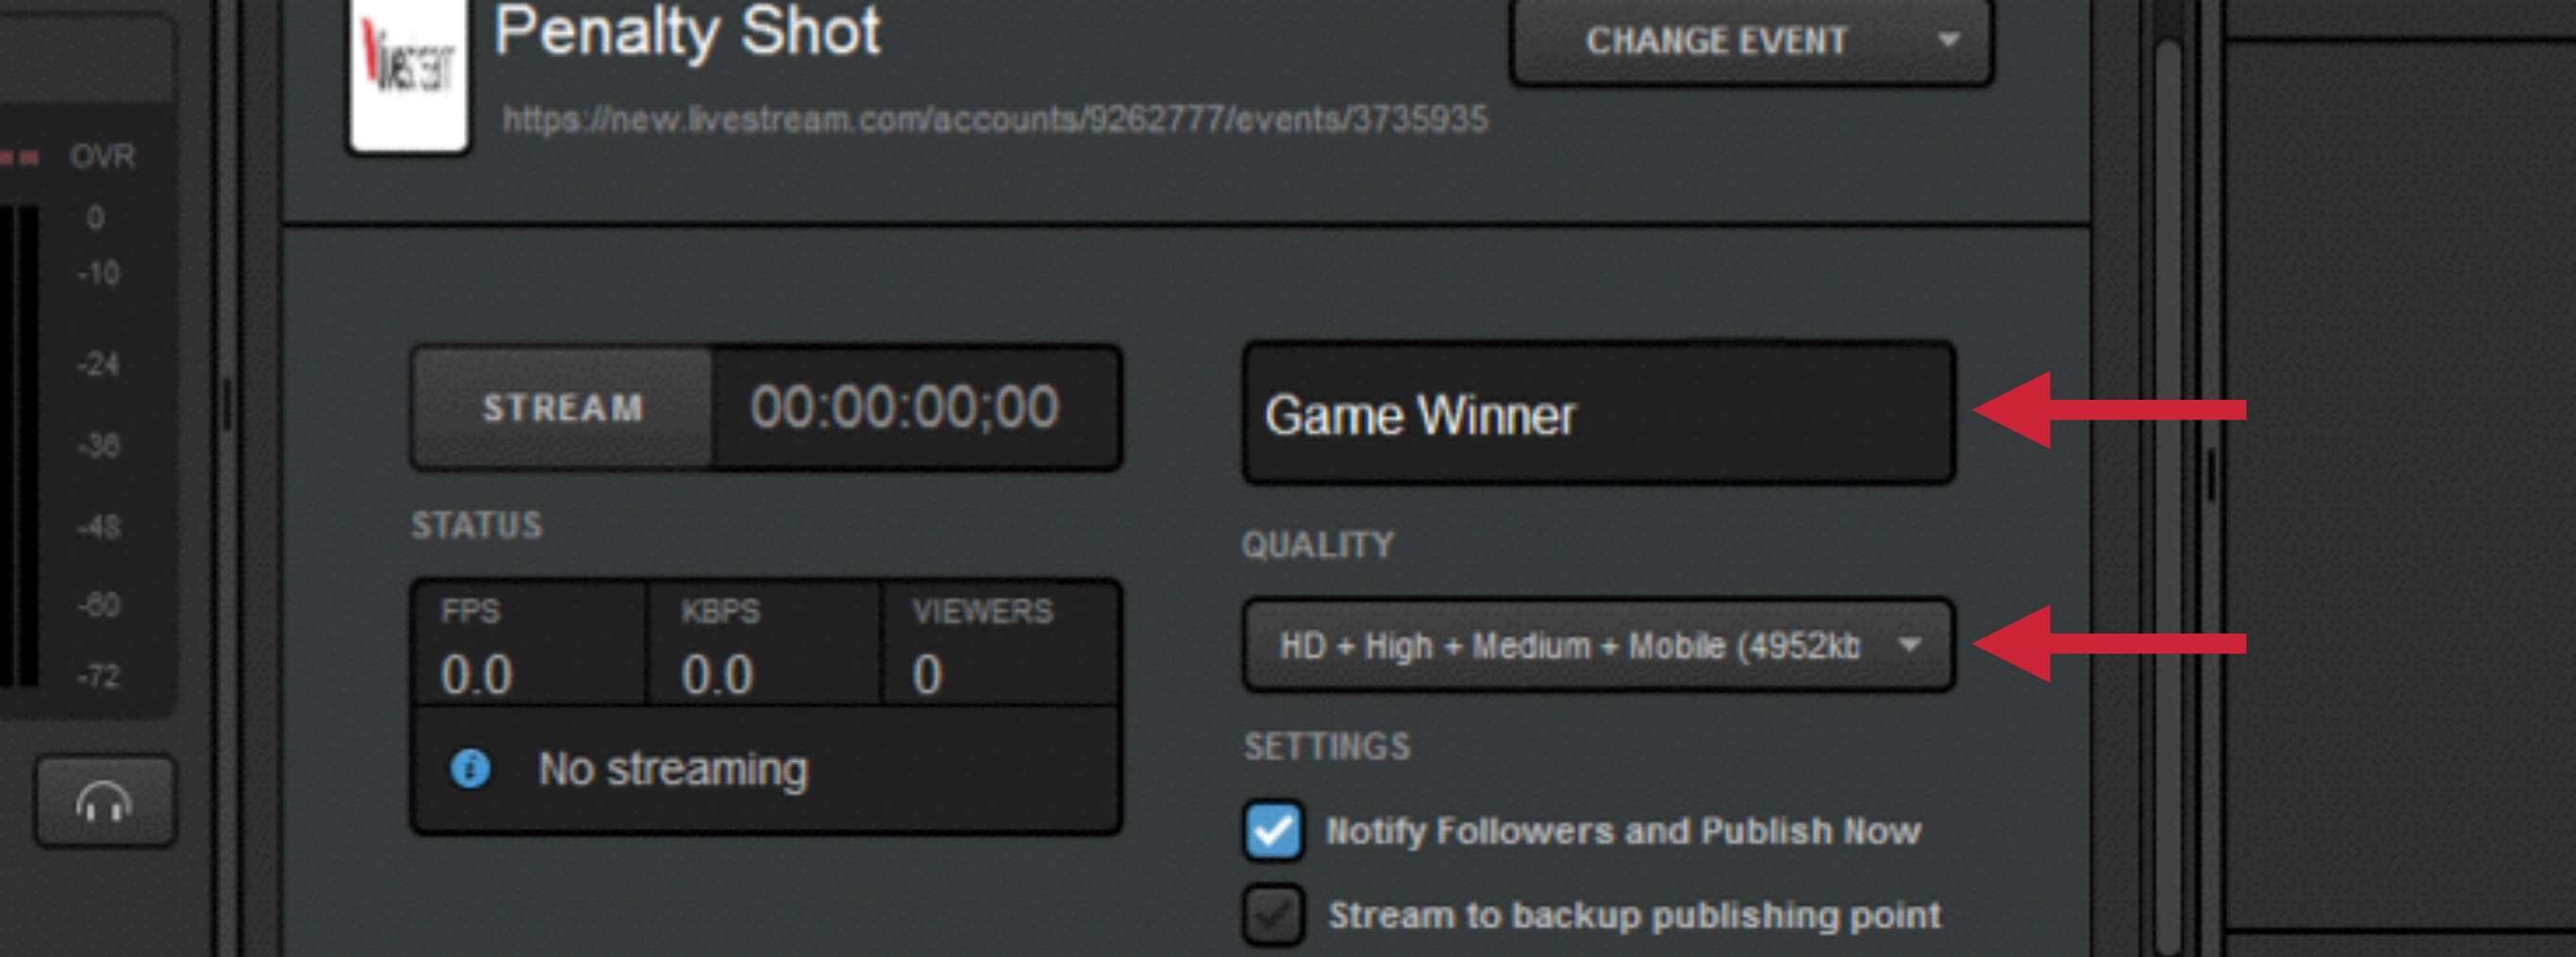 livestream
Penalty Shot
CHANGE EVENT
https://new.livestream.com/accounts/9262777/events/3735935
OVR
0
-10
-24
-36
-48
-60
-72
STREAM
00:00:00;00
Game Winner
STATUS
QUALITY
FPS
KBPS
VIEWERS
0.0
0.0
0
HD + High + Medium + Mobile (4952kb
No streaming
SETTINGS
Notify Followers and Publish Now
Stream to backup publishing point